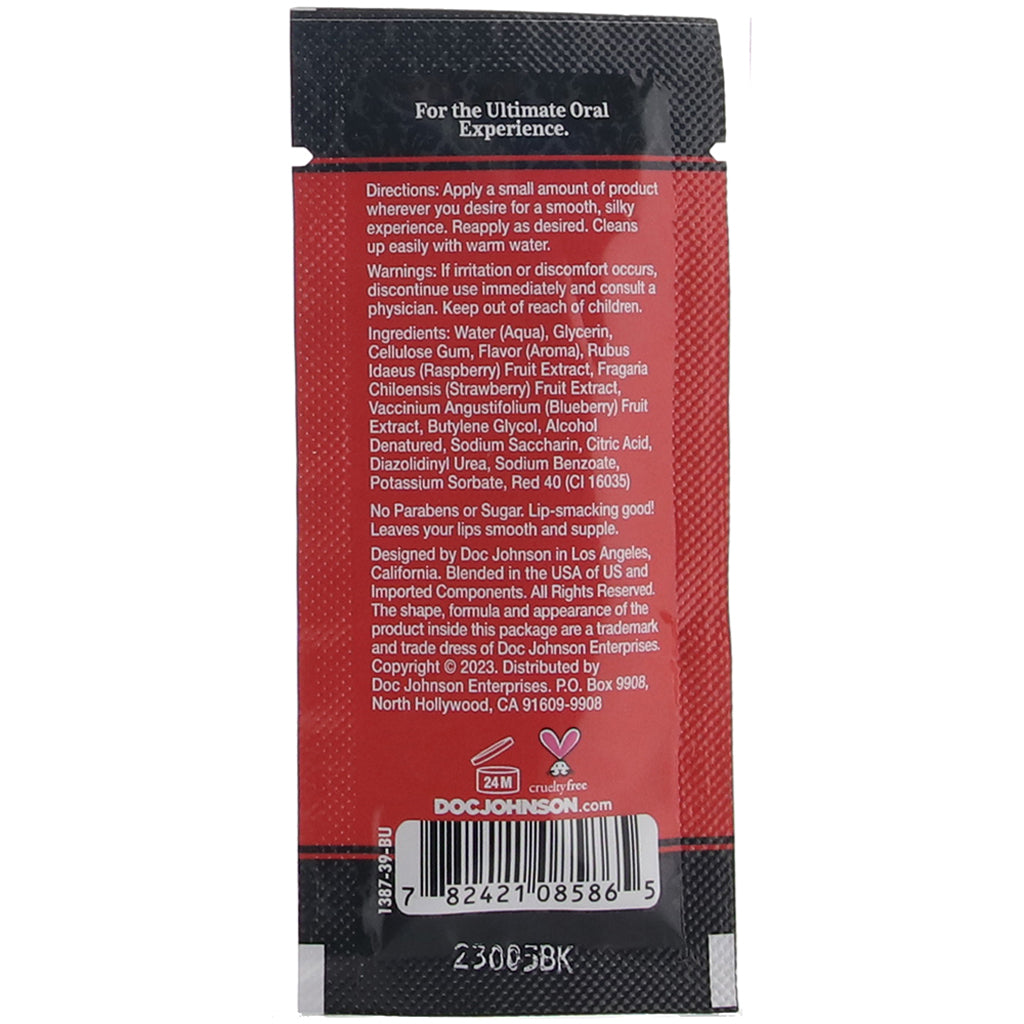 For the Ultimate Oral
Experience.
Directions: Apply a small amount of product
wherever you desire for a smooth, silky
experience. Reapply as desired. Cleans
up easily with warm water.
Warnings: If irritation or discomfort occurs,
discontinue use immediately and consult a
physician. Keep out of reach of children.
Ingredients: Water (Aqua), Glycerin,
Cellulose Gum, Flavor (Aroma), Rubus
Idaeus (Raspberry) Fruit Extract, Fragaria
Chiloensis (Strawberry) Fruit Extract,
Vaccinium Angustifolium (Blueberry) Fruit
Extract, Butylene Glycol, Alcohol
Denatured, Sodium Saccharin, Citric Acid,
Diazolidinyl Urea, Sodium Benzoate,
Potassium Sorbate, Red 40 (CI 16035)
No Parabens or Sugar. Lip-smacking good!
Leaves your lips smooth and supple.
Designed by Doc Johnson in Los Angeles,
California. Blended in the USA of US and
Imported Components. All Rights Reserved.
The shape, formula and appearance of the
product inside this package are a trademark
and trade dress of Doc Johnson Enterprises.
Copyright © 2023. Distributed by
Doc Johnson Enterprises. P.O. Box 9908,
North Hollywood, CA 91609-9908
24M
crueltyfree
DOCJOHNSON.com
1387-39-BU
7 82421 08586 5
23005BK